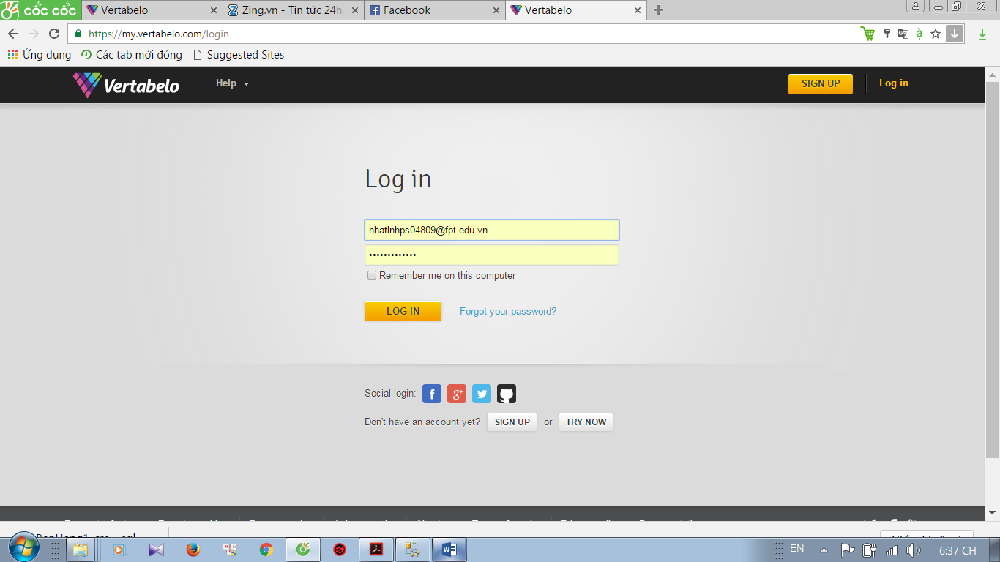 cốc cốc Vertabelo Zing.vn - Tin tức 24h, Facebook Vertabelo
https://my.vertabelo.com/login
Ứng dụng Các tab mới đóng Suggested Sites
Vertabelo Help SIGN UP Log in
Log in
nhatlnhps04809@fpt.edu.vn
•••••••••••••
Remember me on this computer
LOG IN Forgot your password?
Social login:
Don't have an account yet? SIGN UP or TRY NOW
EN 6:37 CH